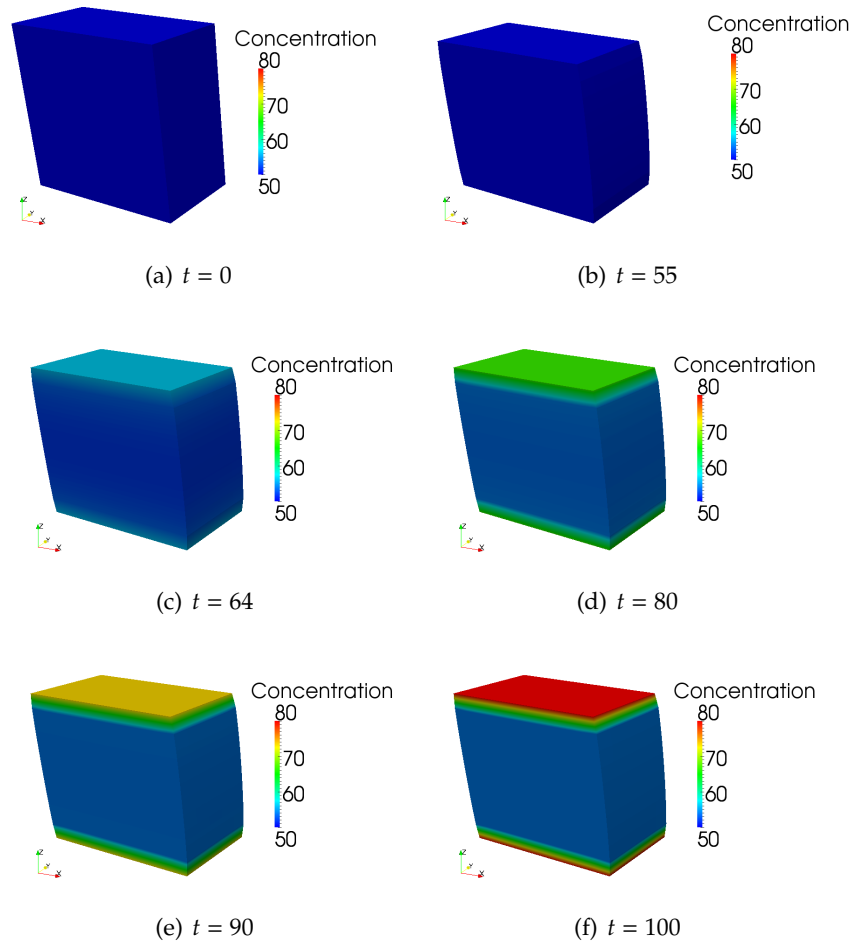 Concentration
80
70
60
50
Z
Y
X
(a) t = 0
Concentration
80
70
60
50
Z
Y
X
(b) t = 55
Concentration
80
70
60
50
Z
Y
X
(c) t = 64
Concentration
80
70
60
50
Z
Y
X
(d) t = 80
Concentration
80
70
60
50
Z
Y
X
(e) t = 90
Concentration
80
70
60
50
Z
Y
X
(f) t = 100